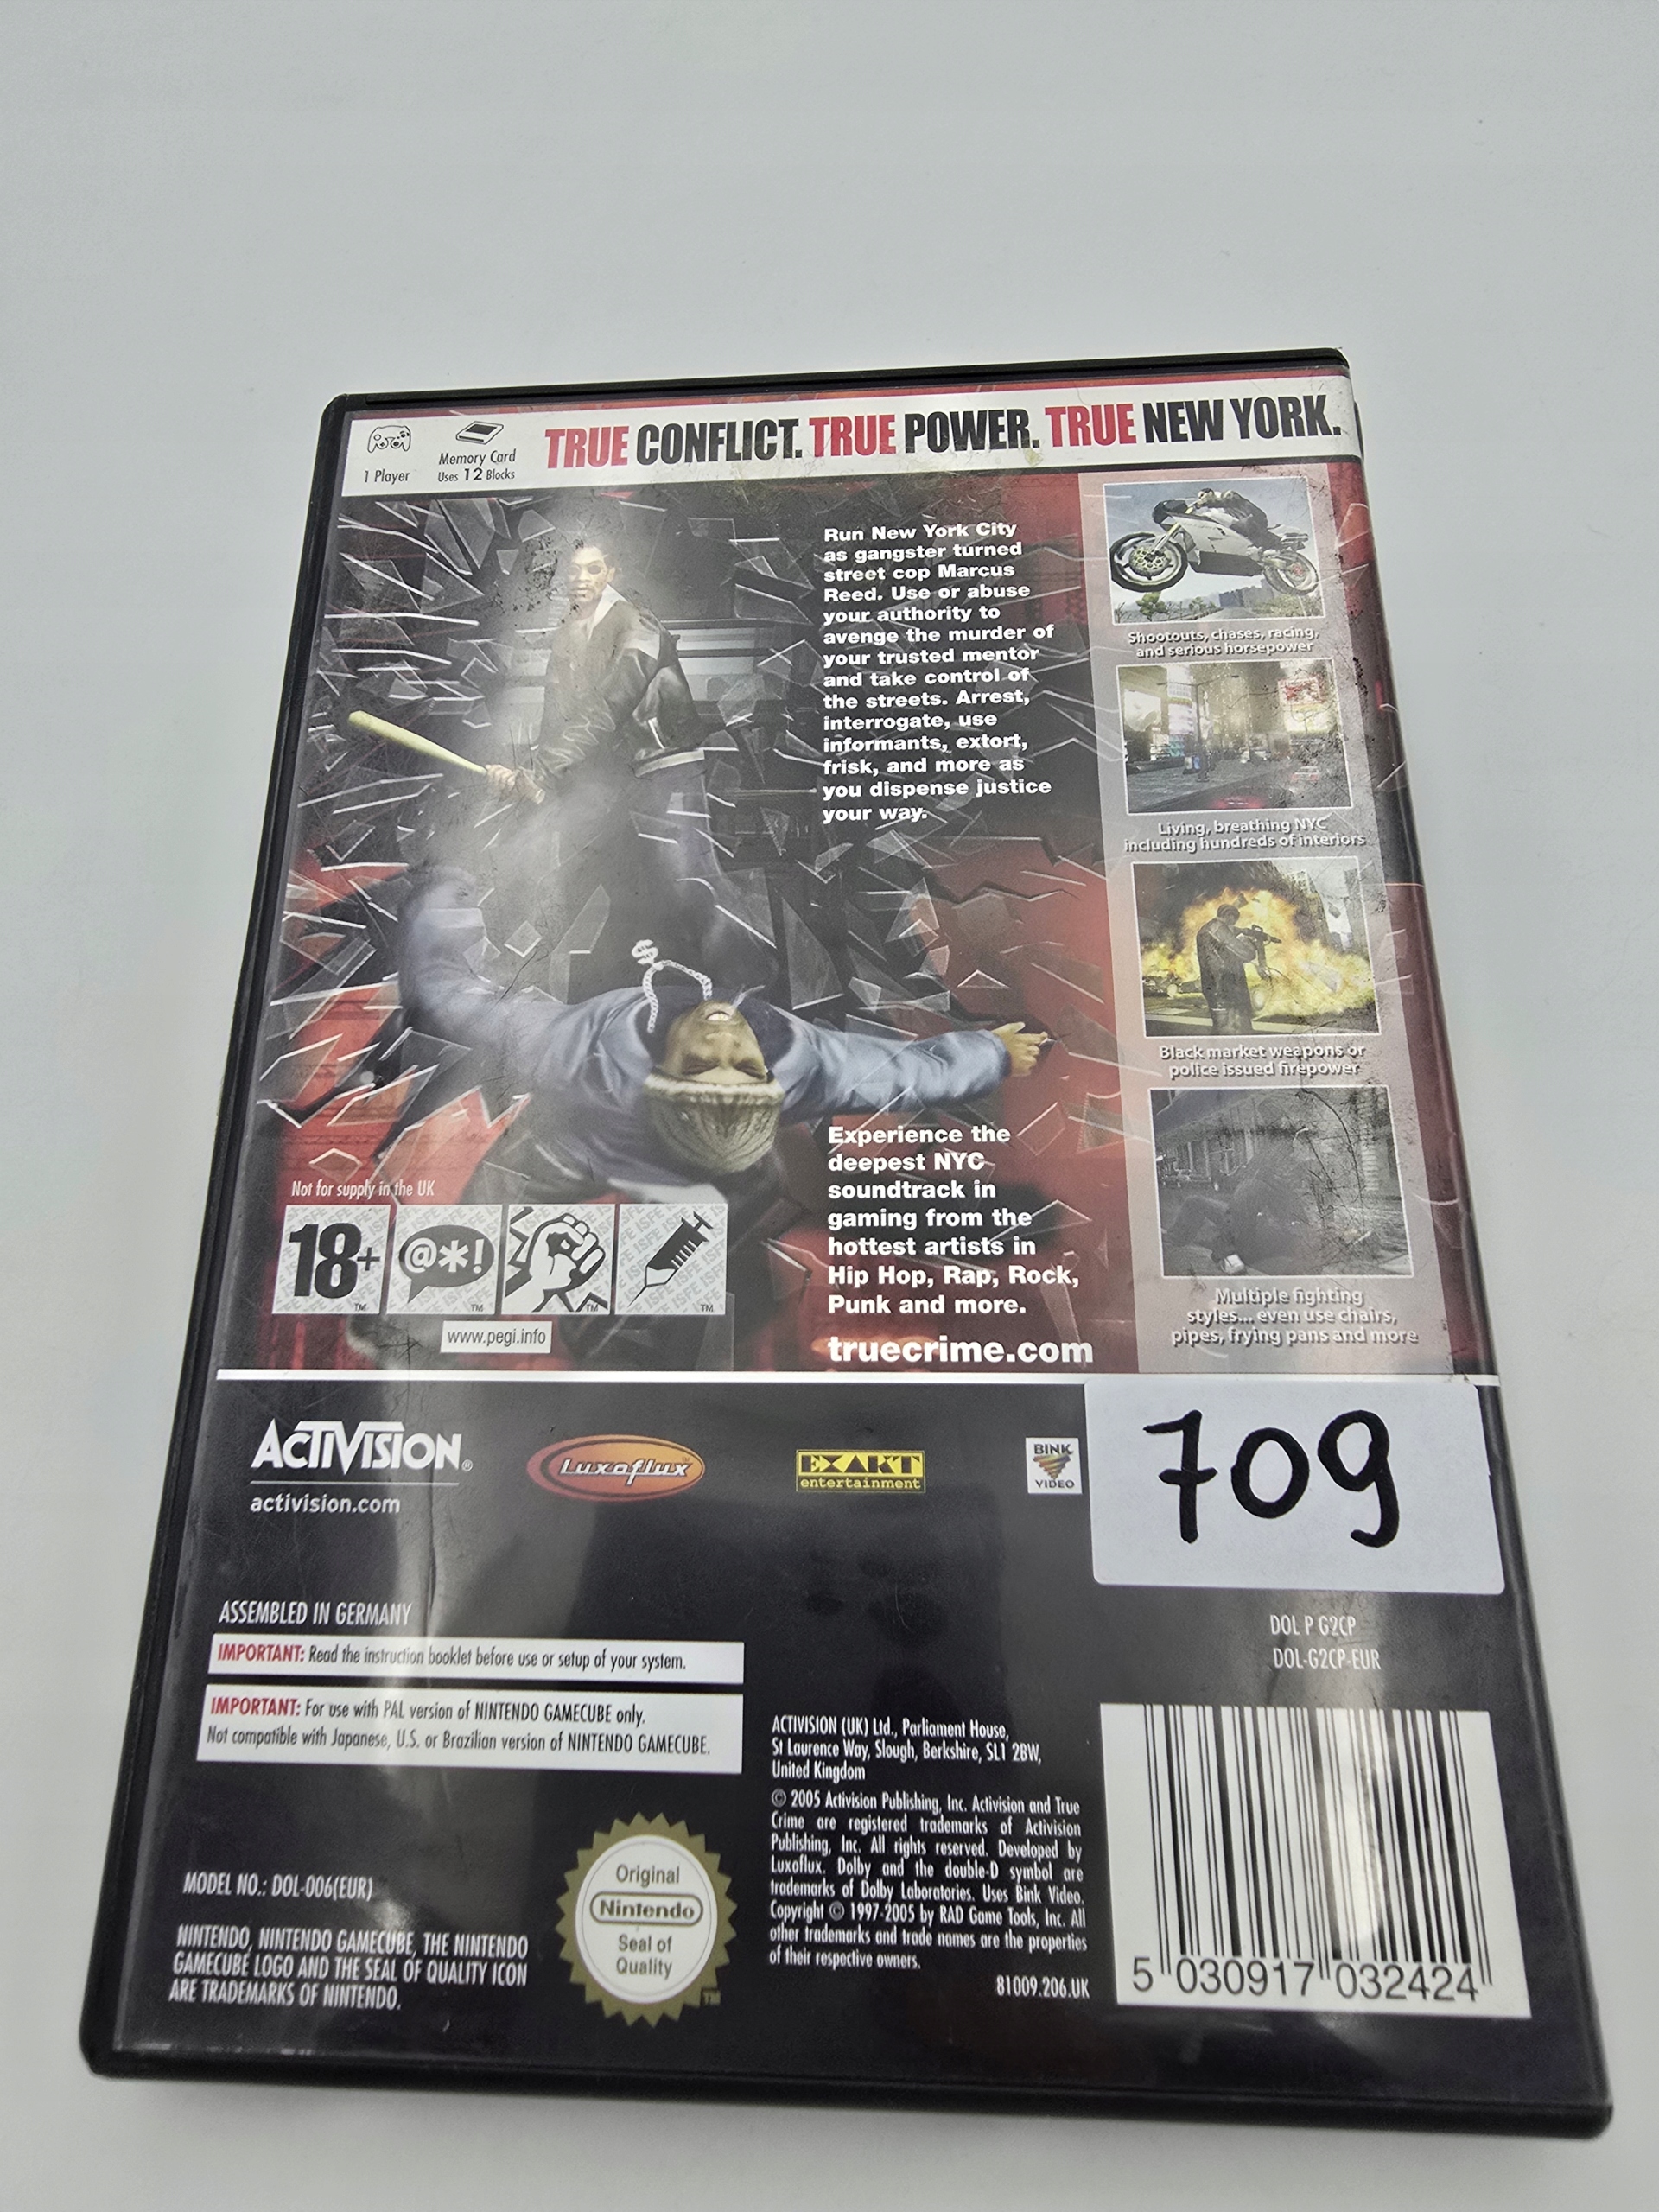 TRUE CONFLICT. TRUE POWER. TRUE NEW YORK.
1 Player
Memory Card
Uses 12 Blocks
Run New York City
as gangster turned
street cop Marcus
Reed. Use or abuse
your authority to
avenge the murder of
your trusted mentor
and take control of
the streets. Arrest,
interrogate, use
informants, extort,
frisk, and more as
you dispense justice
your way.
Shootouts, chases, racing,
and serious horsepower
Living, breathing NYC
including hundreds of interiors
Black market weapons or
police issued firepower
Multiple fighting
styles... even use chairs,
pipes, frying pans and more
Experience the
deepest NYC
soundtrack in
gaming from the
hottest artists in
Hip Hop, Rap, Rock,
Punk and more.
truecrime.com
Not for supply in the UK
18+
@*!
www.pegi.info
ACTIVISION®
activision.com
Luxoflux
EXAKT
entertainment
BINK
VIDEO
709
ASSEMBLED IN GERMANY
IMPORTANT: Read the instruction booklet before use or setup of your system.
IMPORTANT: For use with PAL version of NINTENDO GAMECUBE only.
Not compatible with Japanese, U.S. or Brazilian version of NINTENDO GAMECUBE.
DOL P G2CP
DOL-G2CP-EUR
ACTIVISION (UK) Ltd., Parliament House,
St Laurence Way, Slough, Berkshire, SL1 2BW,
United Kingdom
© 2005 Activision Publishing, Inc. Activision and True
Crime are registered trademarks of Activision
Publishing, Inc. All rights reserved. Developed by
Luxoflux. Dolby and the double-D symbol are
trademarks of Dolby Laboratories. Uses Bink Video.
Copyright © 1997-2005 by RAD Game Tools, Inc. All
other trademarks and trade names are the properties
of their respective owners.
81009.206.UK
MODEL NO.: DOL-006(EUR)
NINTENDO, NINTENDO GAMECUBE, THE NINTENDO
GAMECUBE LOGO AND THE SEAL OF QUALITY ICON
ARE TRADEMARKS OF NINTENDO.
Original
Nintendo
Seal of
Quality
TM
5 030917 032424